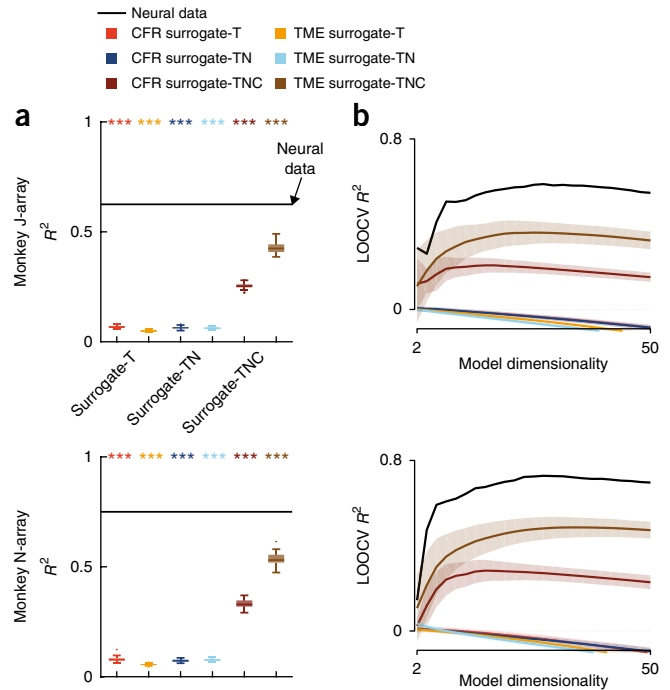 Neural data
CFR surrogate-T
TME surrogate-T
CFR surrogate-TN
TME surrogate-TN
CFR surrogate-TNC
TME surrogate-TNC
a
Monkey J-array
R²
1
0.5
0
*** *** *** *** *** ***
Neural
data
Surrogate-T
Surrogate-TN
Surrogate-TNC
b
LOOCV R²
0.8
0
2
50
Model dimensionality
Monkey N-array
R²
1
0.5
0
*** *** *** *** *** ***
LOOCV R²
0.8
0
2
50
Model dimensionality